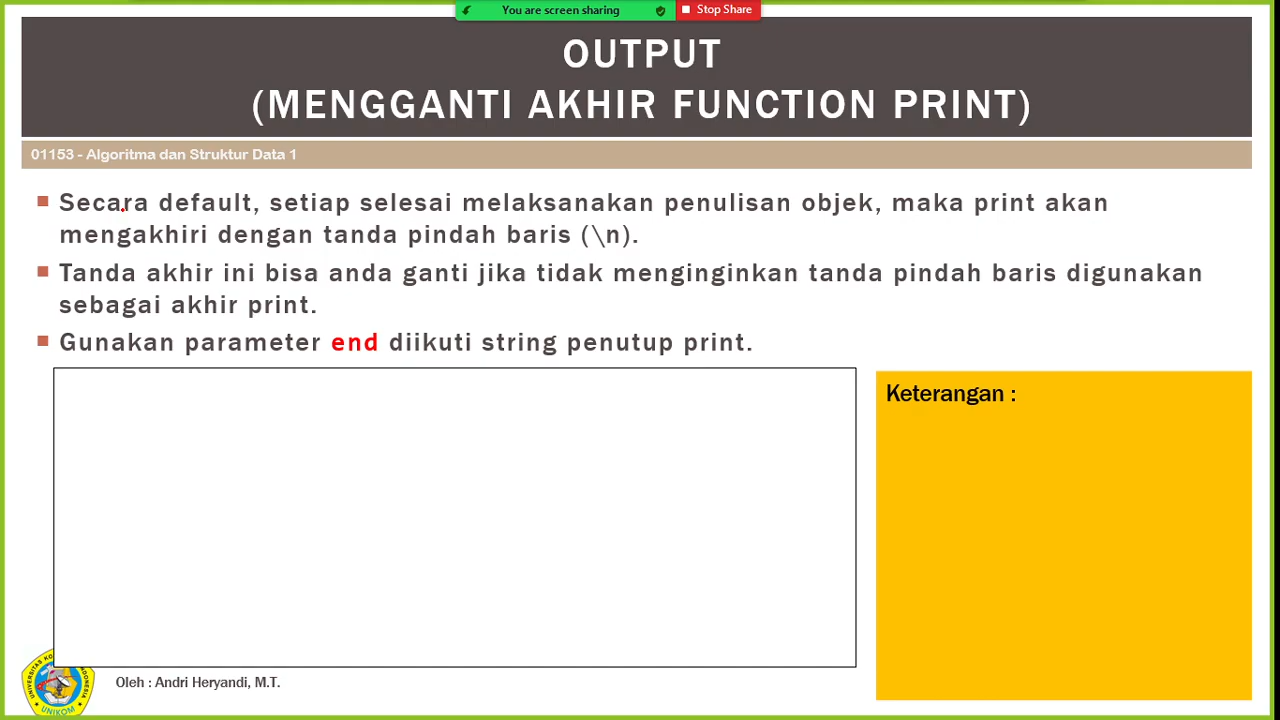 You are screen sharing
Stop Share
OUTPUT
(MENGGANTI AKHIR FUNCTION PRINT)
01153 - Algoritma dan Struktur Data 1
Secara default, setiap selesai melaksanakan penulisan objek, maka print akan
mengakhiri dengan tanda pindah baris (\n).
Tanda akhir ini bisa anda ganti jika tidak menginginkan tanda pindah baris digunakan
sebagai akhir print.
Gunakan parameter end diikuti string penutup print.
Keterangan :
Oleh : Andri Heryandi, M.T.
UNIVERSITAS
UNIKOM